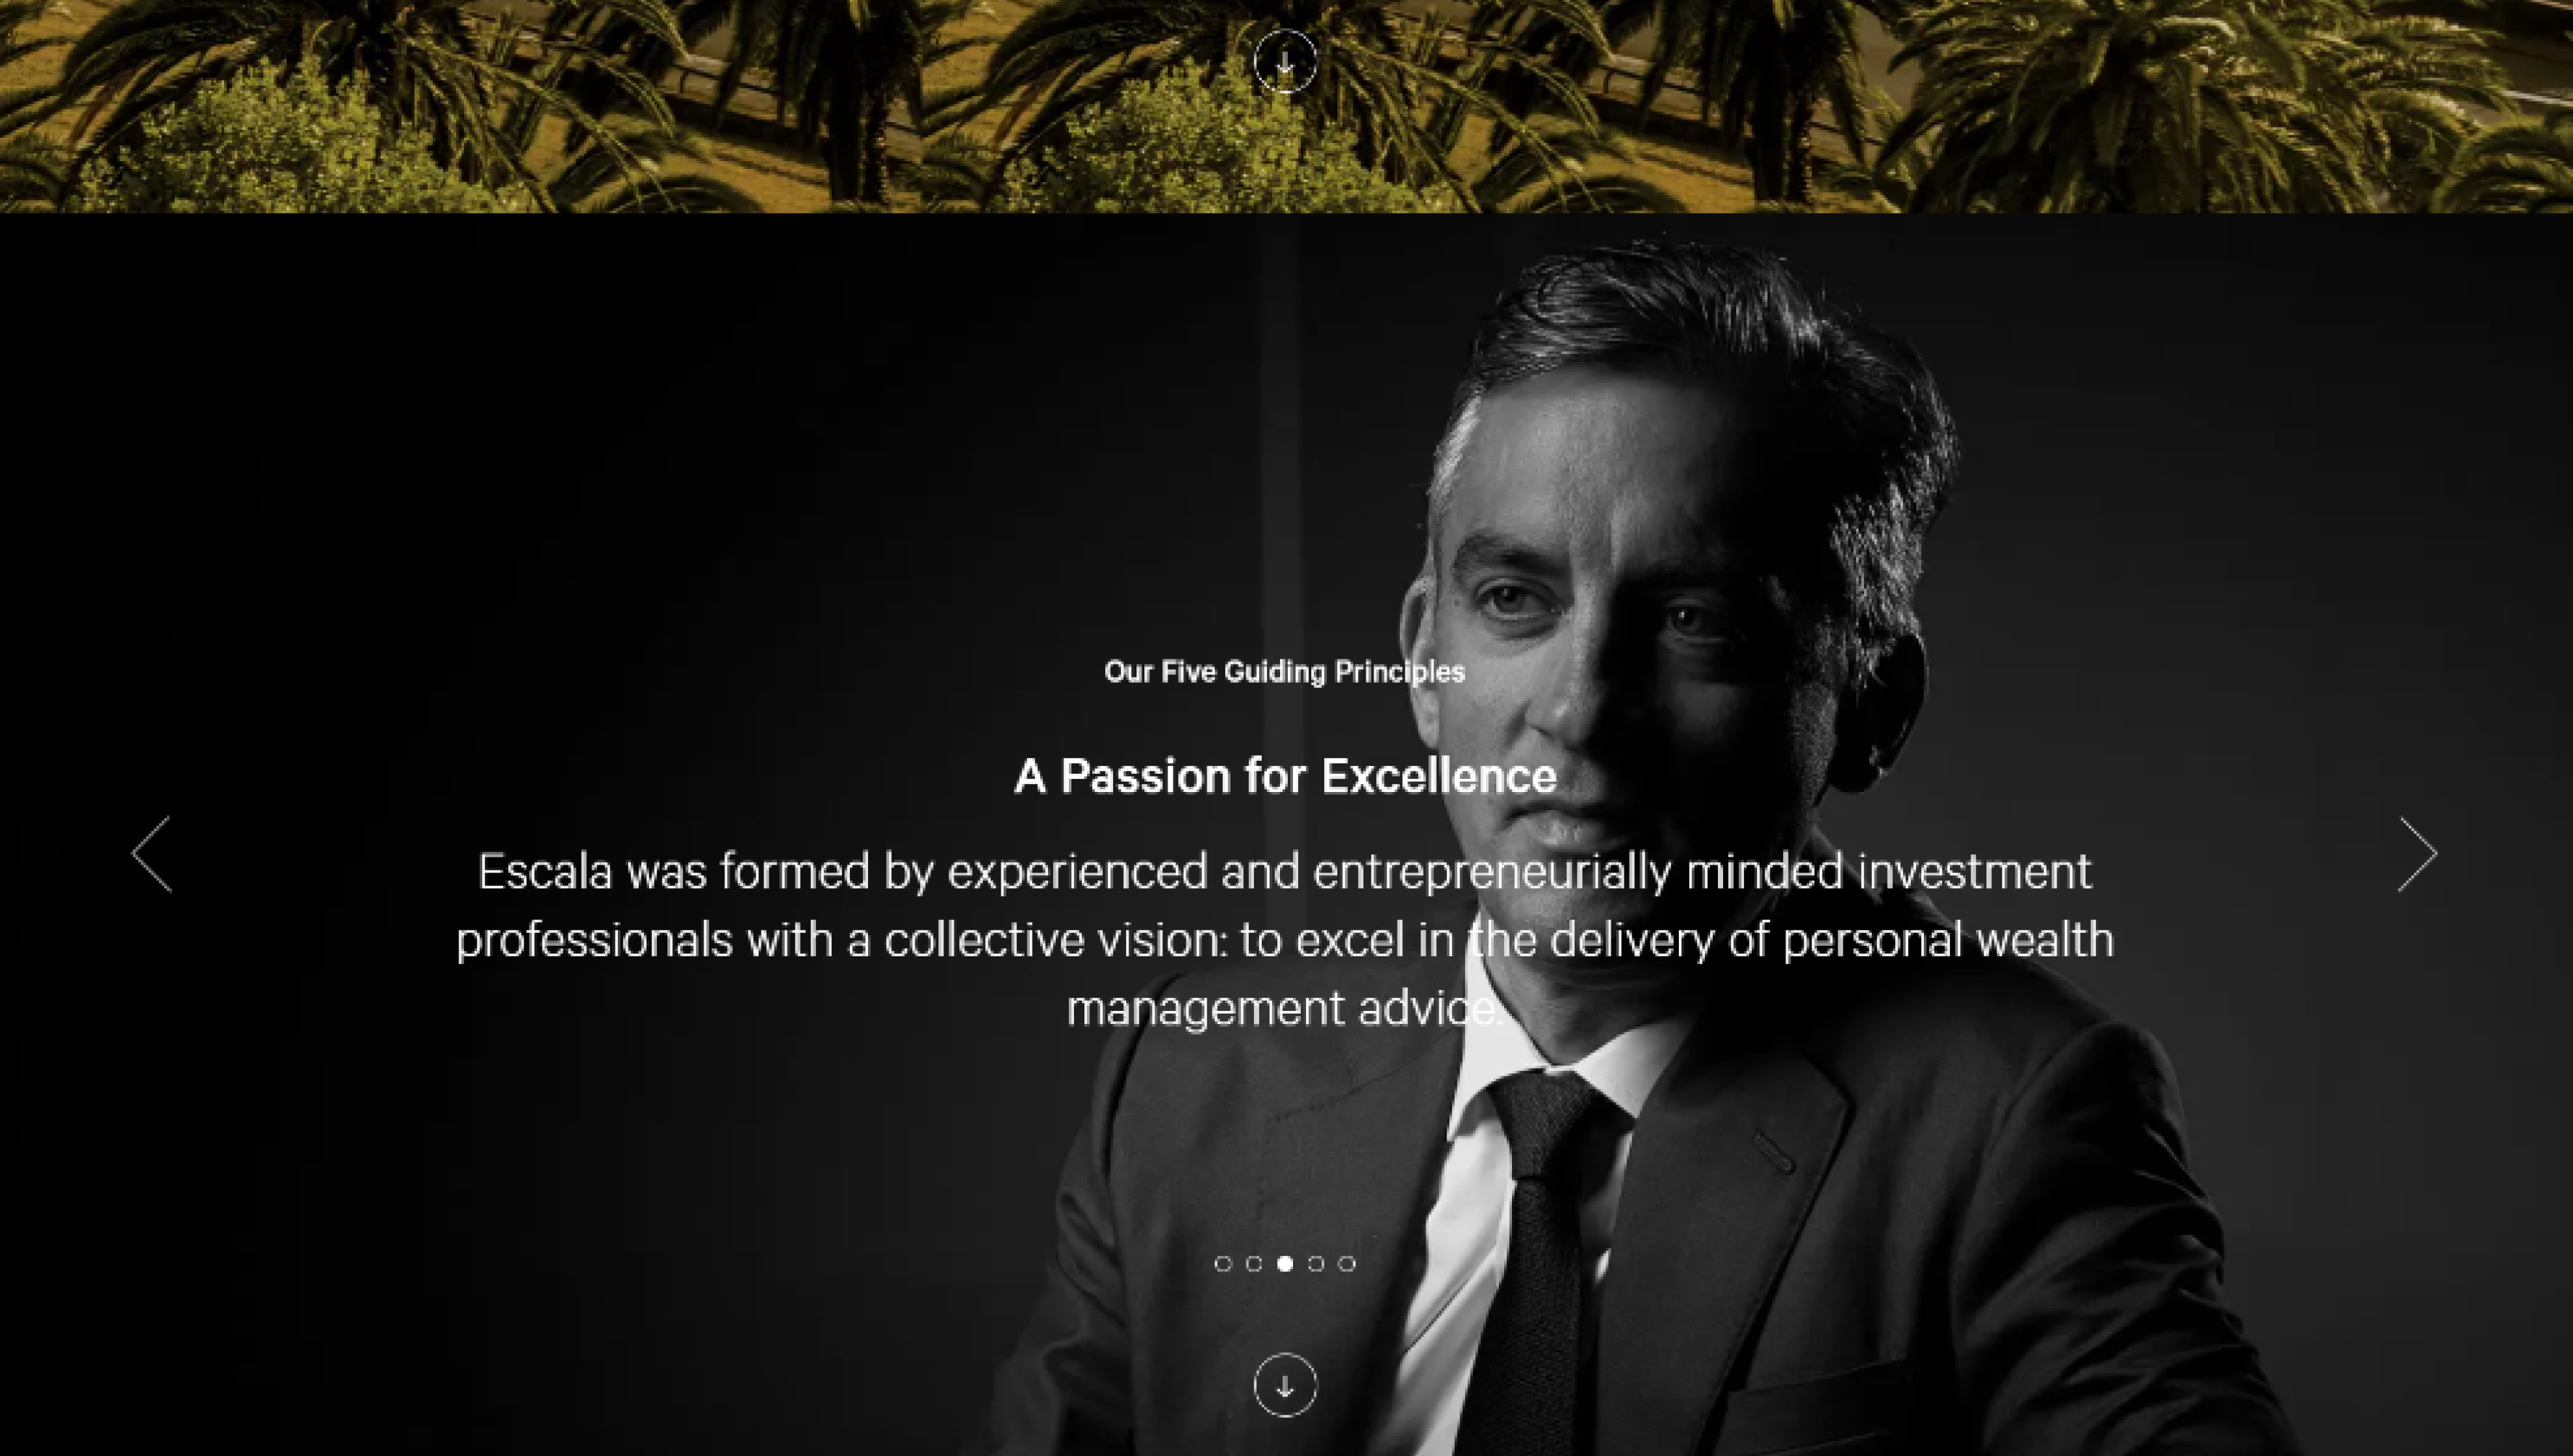 Our Five Guiding Principles
A Passion for Excellence
Escala was formed by experienced and entrepreneurially minded investment
professionals with a collective vision: to excel in the delivery of personal wealth
management advice.